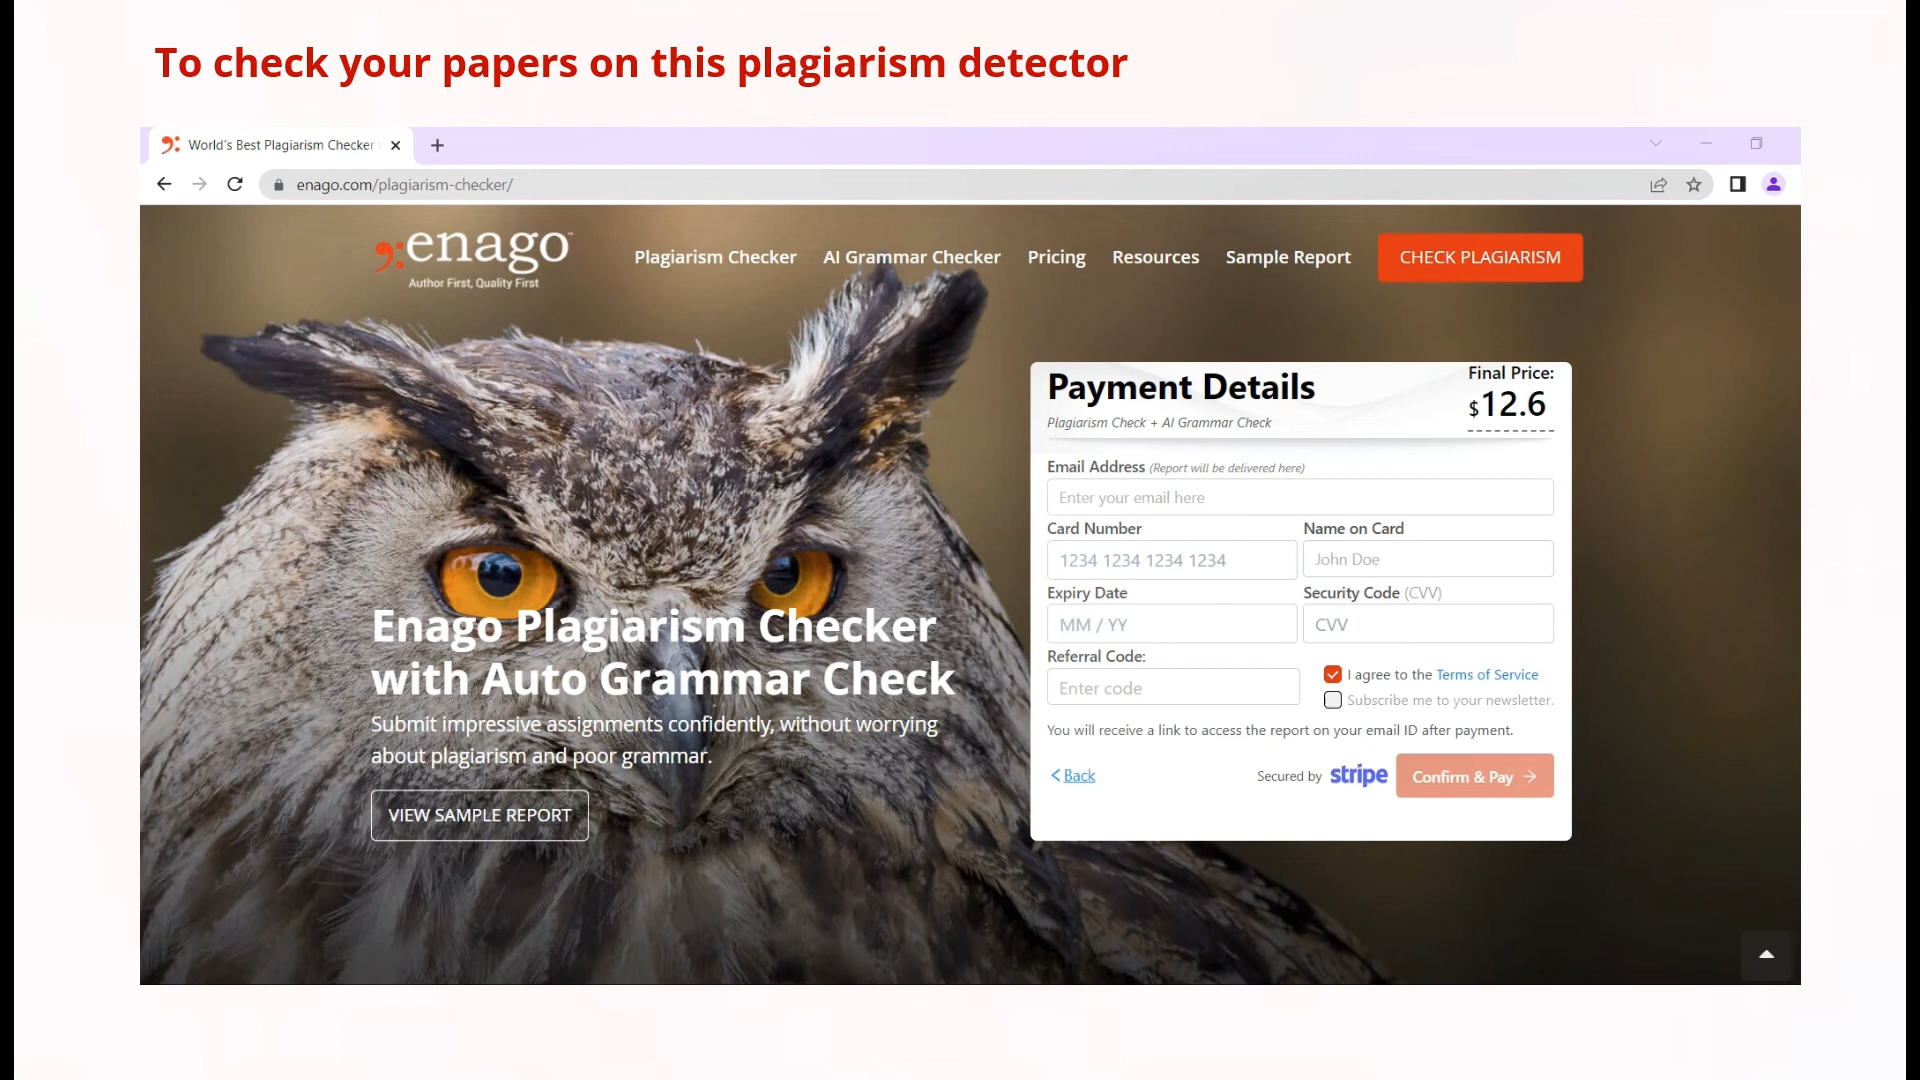 To check your papers on this plagiarism detector
World's Best Plagiarism Checker
enago.com/plagiarism-checker/
enago™
Author First, Quality First
Plagiarism Checker
AI Grammar Checker
Pricing
Resources
Sample Report
CHECK PLAGIARISM
Payment Details
Plagiarism Check + AI Grammar Check
Final Price:
$12.6
Email Address (Report will be delivered here)
Enter your email here
Card Number
Name on Card
1234 1234 1234 1234
John Doe
Expiry Date
Security Code (CVV)
MM / YY
CVV
Referral Code:
Enter code
I agree to the Terms of Service
Subscribe me to your newsletter.
You will receive a link to access the report on your email ID after payment.
Back
Secured by stripe
Confirm & Pay
Enago Plagiarism Checker
with Auto Grammar Check
Submit impressive assignments confidently, without worrying
about plagiarism and poor grammar.
VIEW SAMPLE REPORT